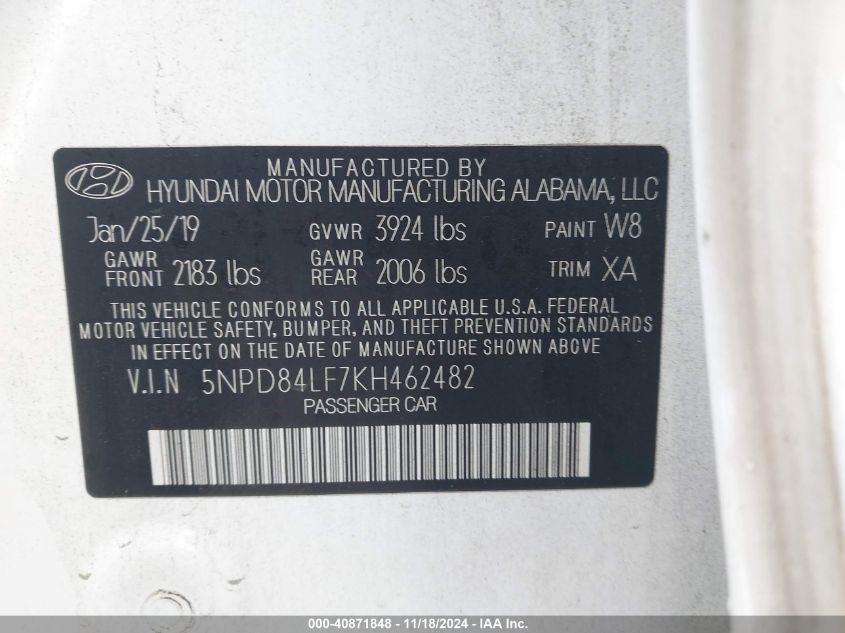 MANUFACTURED BY
HYUNDAI MOTOR MANUFACTURING ALABAMA, LLC
Jan/25/19 GVWR 3924 lbs PAINT W8
GAWR FRONT 2183 lbs GAWR REAR 2006 lbs TRIM XA
THIS VEHICLE CONFORMS TO ALL APPLICABLE U.S.A. FEDERAL
MOTOR VEHICLE SAFETY, BUMPER, AND THEFT PREVENTION STANDARDS
IN EFFECT ON THE DATE OF MANUFACTURE SHOWN ABOVE
V.I.N 5NPD84LF7KH462482
PASSENGER CAR
000-40871848 - 11/18/2024 - IAA Inc.